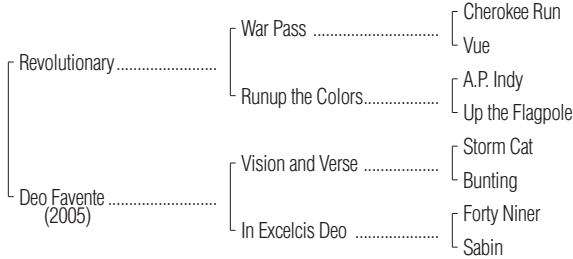 Cherokee Run
War Pass ....................
Vue
Revolutionary........................
A.P. Indy
Runup the Colors..................
Up the Flagpole
Storm Cat
Vision and Verse ..................
Bunting
Deo Favente ..........................
(2005)
Forty Niner
In Excelcis Deo ....................
Sabin